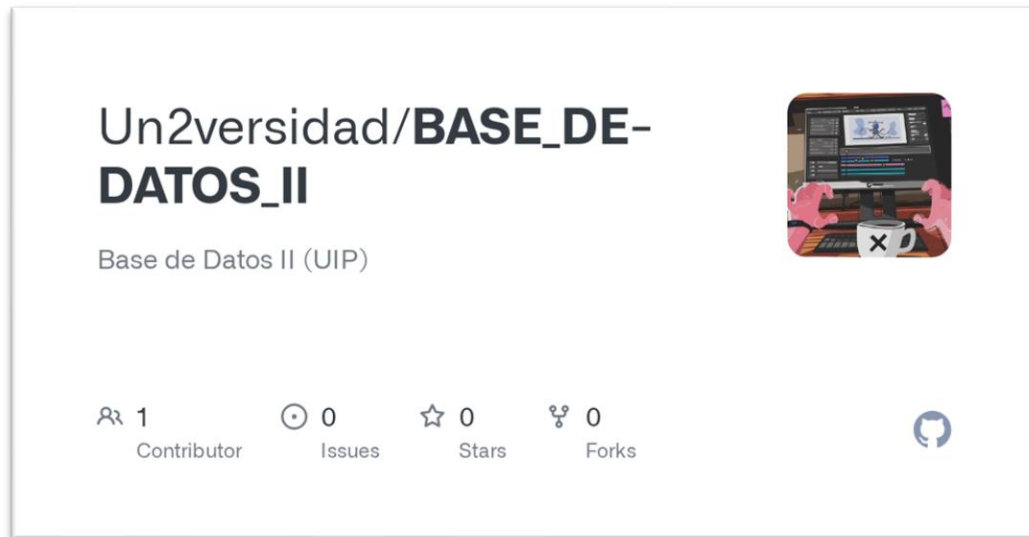 Un2versidad/BASE_DE-
DATOS_II
Base de Datos II (UIP)
1
Contributor
0
Issues
0
Stars
0
Forks